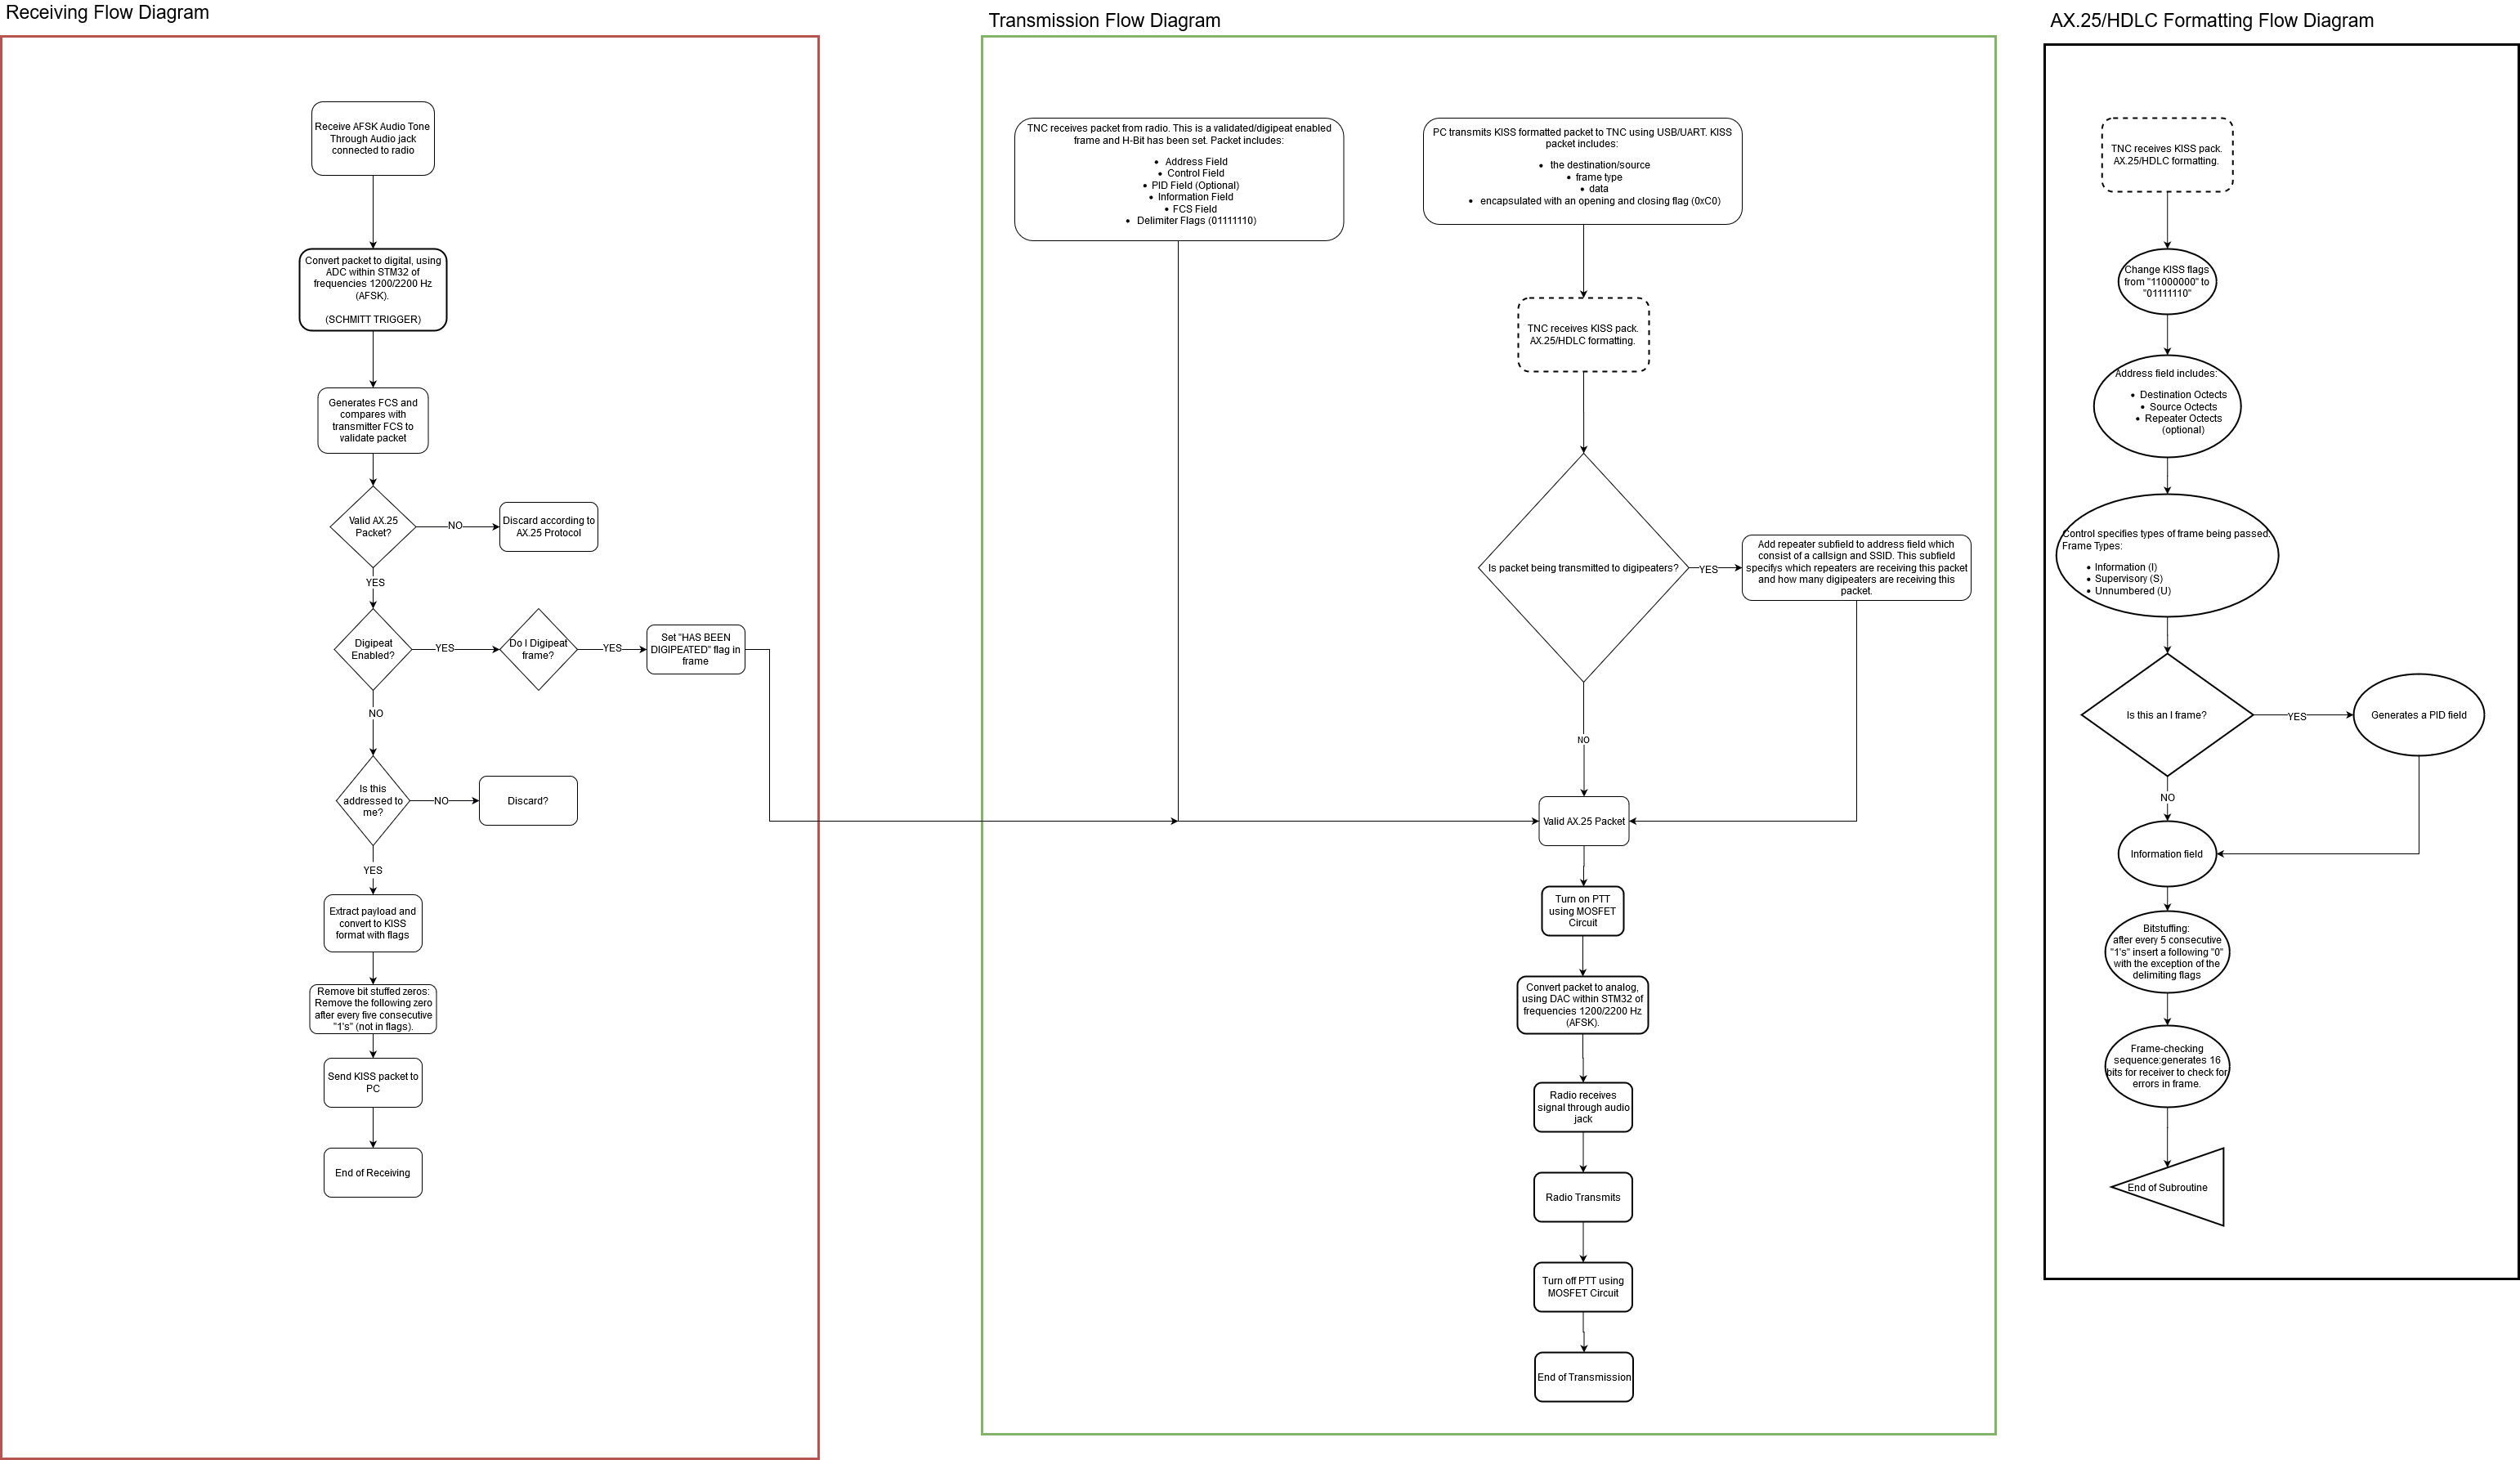 Receiving Flow Diagram
Receive AFSK Audio Tone
Through Audio jack
connected to radio
Convert packet to digital, using
ADC within STM32 of
frequencies 1200/2200 Hz
(AFSK).
(SCHMITT TRIGGER)
Generates FCS and
compares with
transmitter FCS to
validate packet
Valid AX.25
Packet?
NO
Discard according to
AX.25 Protocol
YES
Digipeat
Enabled?
YES
Do I Digipeat
frame?
YES
Set "HAS BEEN
DIGIPEATED" flag in
frame
NO
Is this
addressed to
me?
NO
Discard?
YES
Extract payload and
convert to KISS
format with flags
Remove bit stuffed zeros:
Remove the following zero
after every five consecutive
"1's" (not in flags).
Send KISS packet to
PC
End of Receiving
Transmission Flow Diagram
TNC receives packet from radio. This is a validated/digipeat enabled
frame and H-Bit has been set. Packet includes:
• Address Field
• Control Field
• PID Field (Optional)
• Information Field
• FCS Field
• Delimiter Flags (01111110)
PC transmits KISS formatted packet to TNC using USB/UART. KISS
packet includes:
• the destination/source
• frame type
• data
• encapsulated with an opening and closing flag (0xC0)
TNC receives KISS pack.
AX.25/HDLC formatting.
Is packet being transmitted to digipeaters?
YES
Add repeater subfield to address field which
consist of a callsign and SSID. This subfield
specifys which repeaters are receiving this packet
and how many digipeaters are receiving this
packet.
NO
Valid AX.25 Packet
Turn on PTT
using MOSFET
Circuit
Convert packet to analog,
using DAC within STM32 of
frequencies 1200/2200 Hz
(AFSK).
Radio receives
signal through audio
jack
Radio Transmits
Turn off PTT using
MOSFET Circuit
End of Transmission
AX.25/HDLC Formatting Flow Diagram
TNC receives KISS pack.
AX.25/HDLC formatting.
Change KISS flags
from "11000000" to
"01111110"
Address field includes:
• Destination Octects
• Source Octects
• Repeater Octects
(optional)
Control specifies types of frame being passed.
Frame Types:
• Information (I)
• Supervisory (S)
• Unnumbered (U)
Is this an I frame?
YES
Generates a PID field
NO
Information field
Bitstuffing:
after every 5 consecutive
"1's" insert a following "0"
with the exception of the
delimiting flags
Frame-checking
sequence:generates 16
bits for receiver to check for
errors in frame.
End of Subroutine